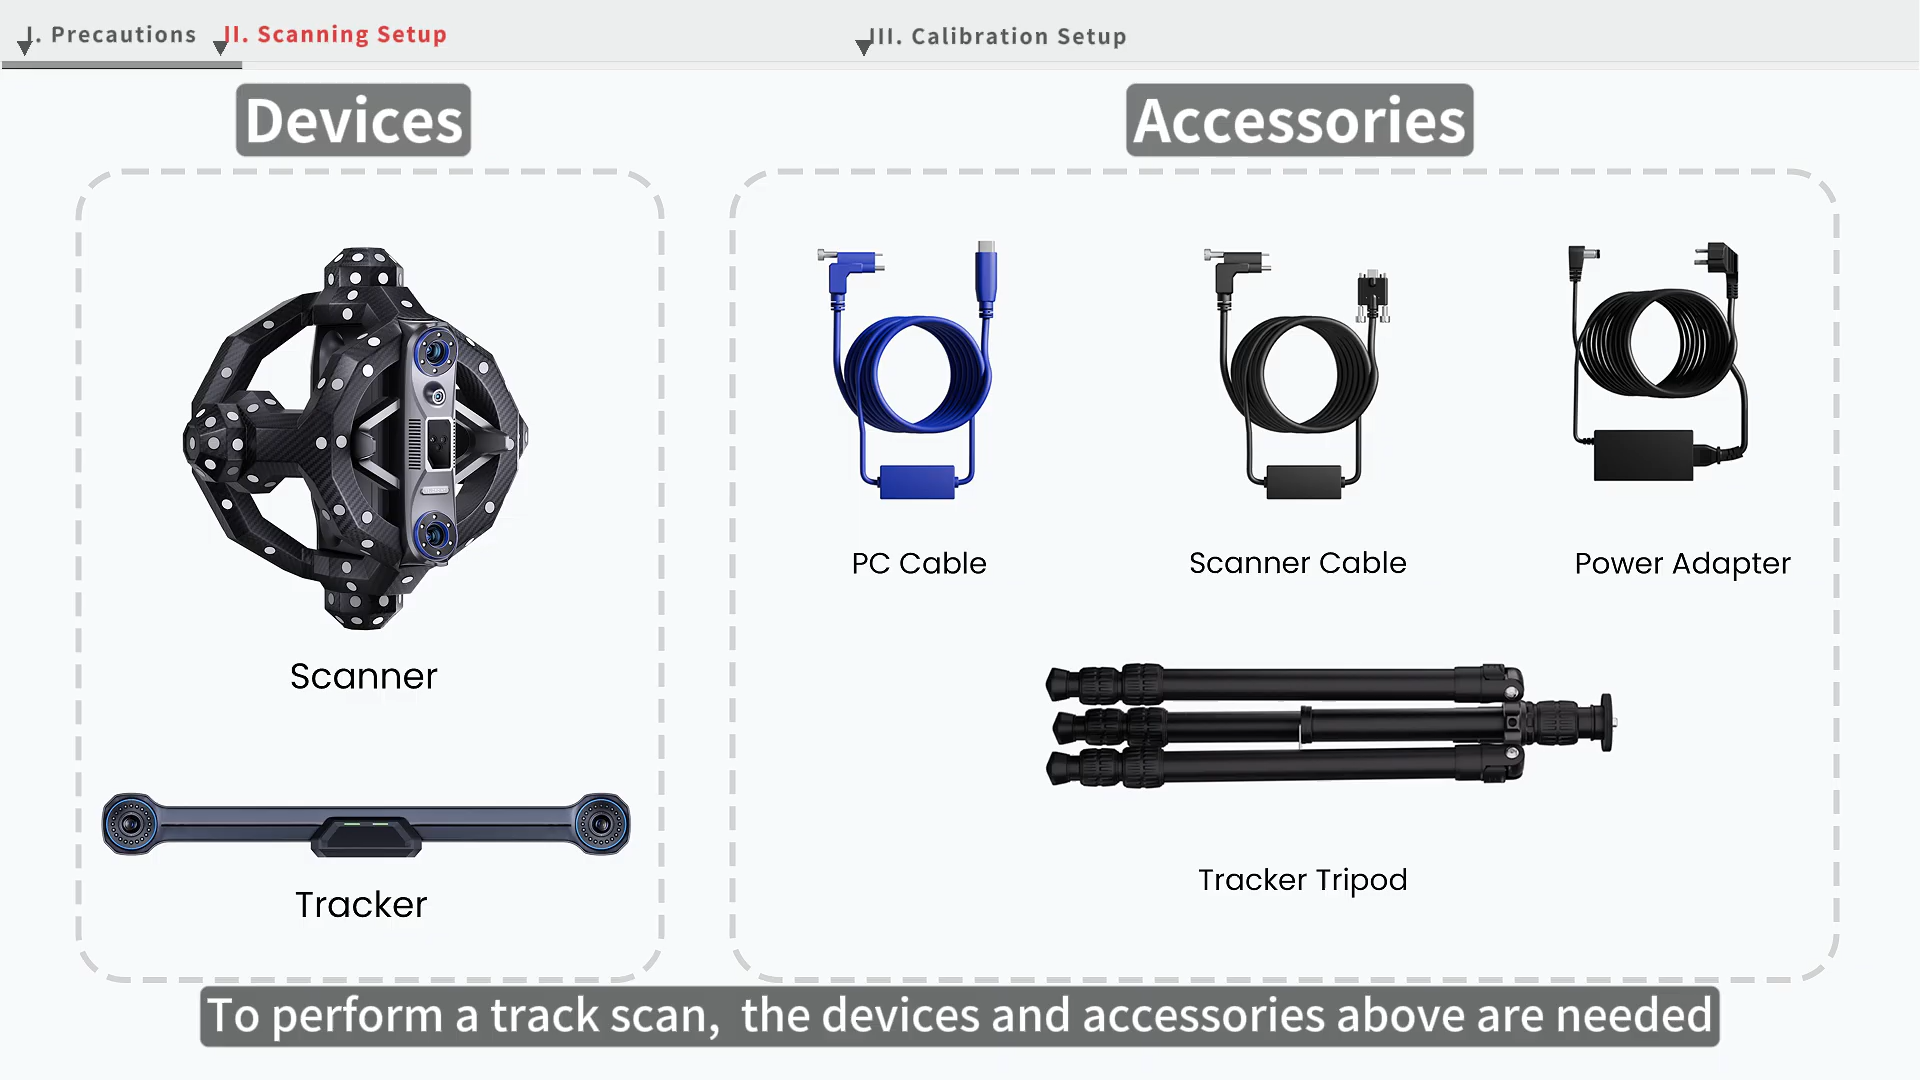 I. Precautions
II. Scanning Setup
III. Calibration Setup
Devices
Accessories
PC Cable
Scanner Cable
Power Adapter
Scanner
Tracker Tripod
Tracker
To perform a track scan, the devices and accessories above are needed